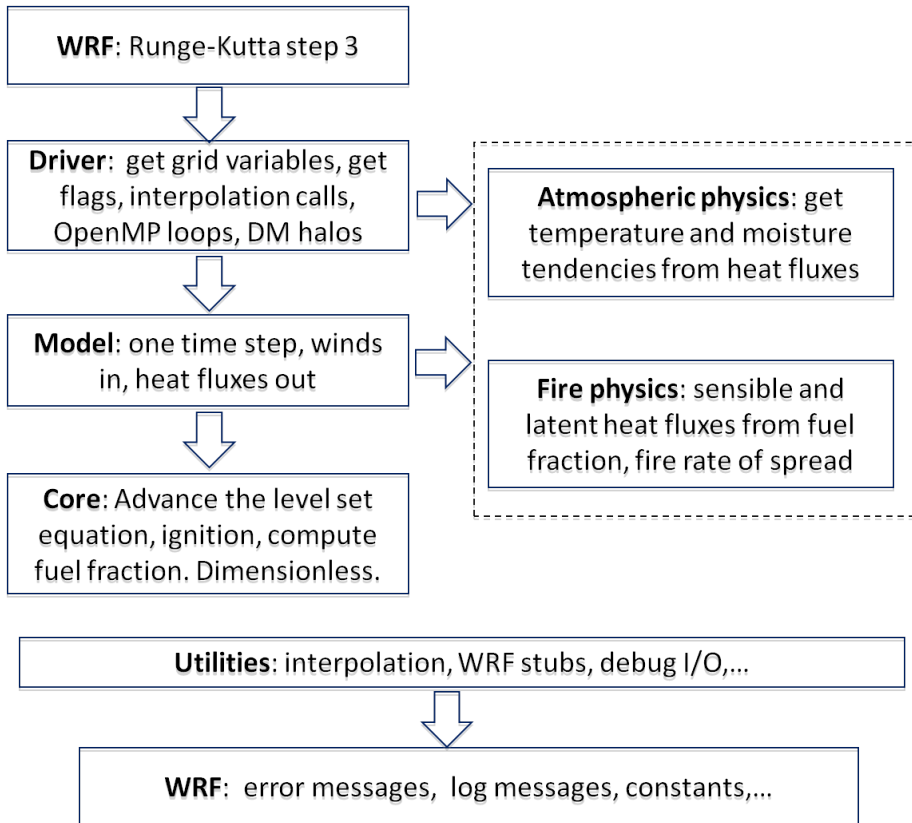 WRF: Runge-Kutta step 3
Driver: get grid variables, get
flags, interpolation calls,
OpenMP loops, DM halos
Atmospheric physics: get
temperature and moisture
tendencies from heat fluxes
Model: one time step, winds
in, heat fluxes out
Fire physics: sensible and
latent heat fluxes from fuel
fraction, fire rate of spread
Core: Advance the level set
equation, ignition, compute
fuel fraction. Dimensionless.
Utilities: interpolation, WRF stubs, debug I/O,...
WRF: error messages, log messages, constants,...